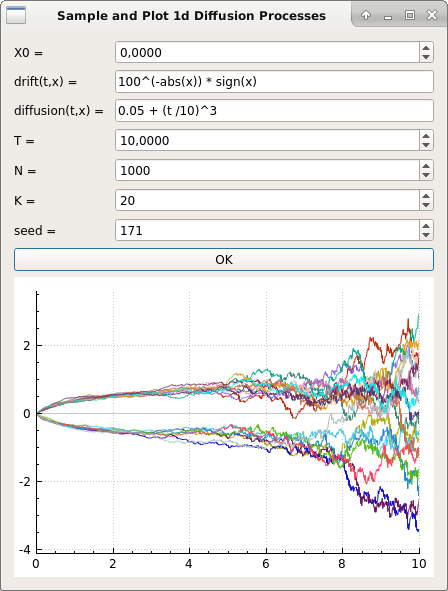 Sample and Plot 1d Diffusion Processes
X0 = 0,0000
drift(t,x) = 100^(-abs(x)) * sign(x)
diffusion(t,x) = 0.05 + (t /10)^3
T = 10,0000
N = 1000
K = 20
seed = 171
OK
2
0
-2
-4
0 2 4 6 8 10